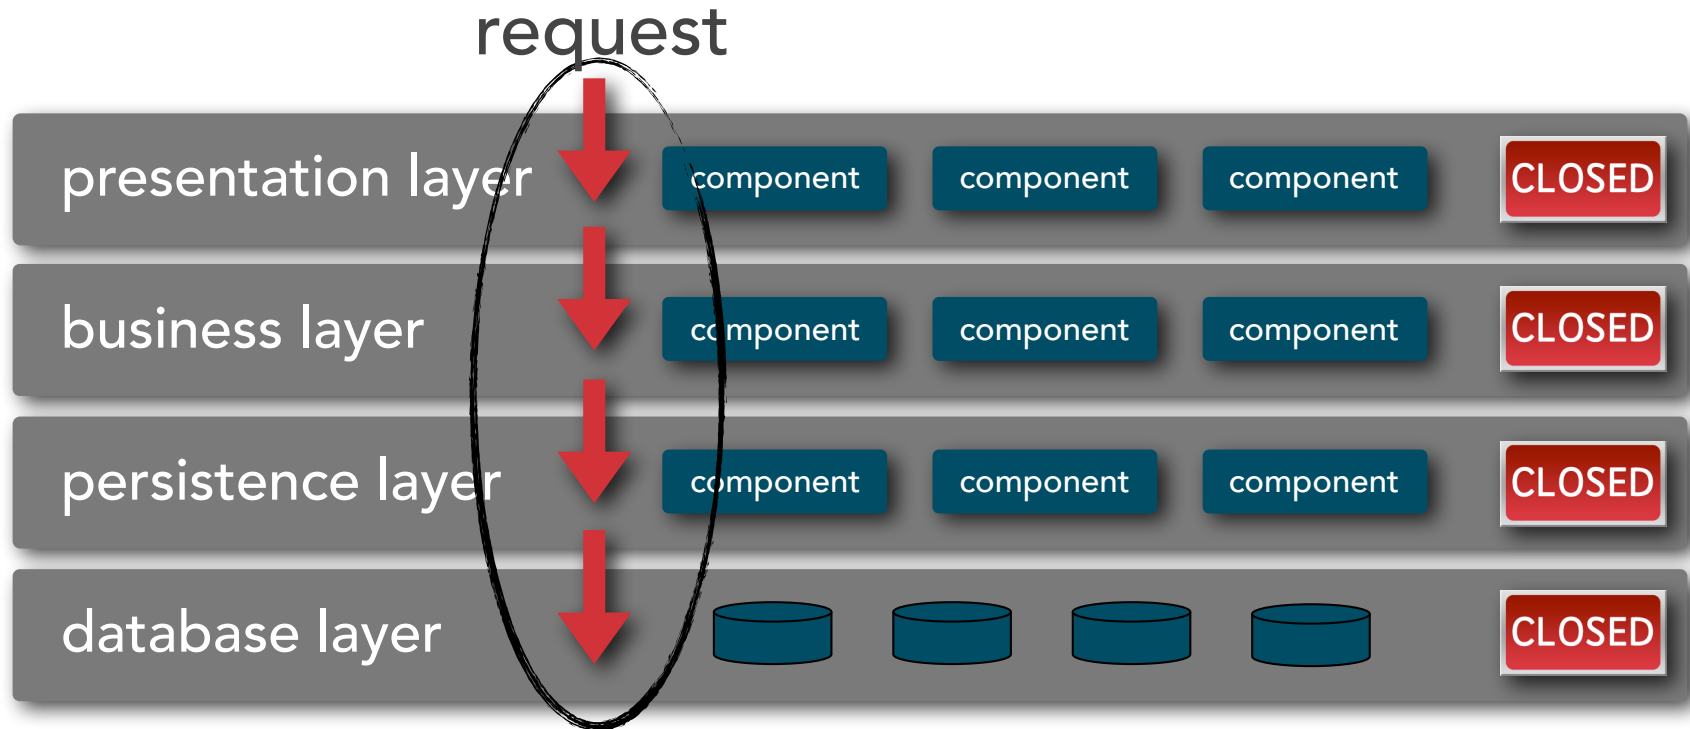 request
presentation layer component component component CLOSED
business layer component component component CLOSED
persistence layer component component component CLOSED
database layer CLOSED